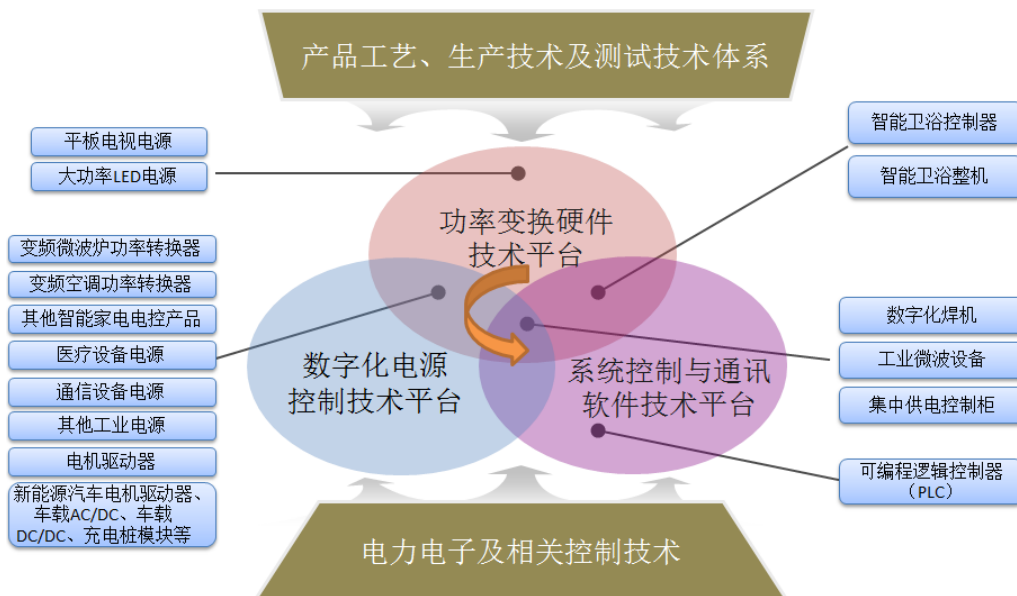 产品工艺、生产技术及测试技术体系
平板电视电源
大功率LED电源
智能卫浴控制器
智能卫浴整机
功率变换硬件
技术平台
变频微波炉功率转换器
变频空调功率转换器
其他智能家电电控产品
医疗设备电源
通信设备电源
其他工业电源
电机驱动器
新能源汽车电机驱动器、
车载AC/DC、车载
DC/DC、充电桩模块等
数字化电源
控制技术平台
系统控制与通讯
软件技术平台
数字化焊机
工业微波设备
集中供电控制柜
可编程逻辑控制器
（PLC）
电力电子及相关控制技术